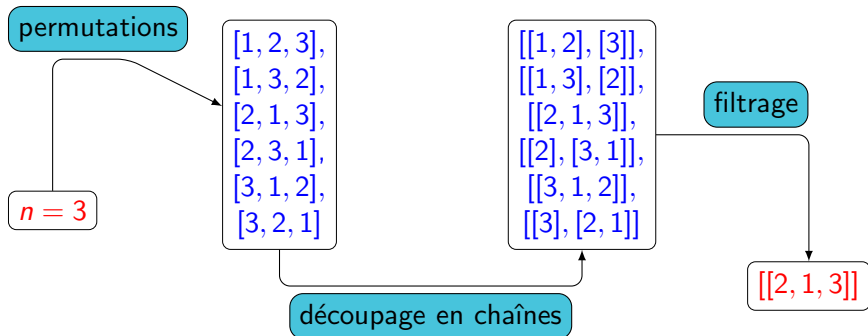 permutations
n = 3
[1, 2, 3],
[1, 3, 2],
[2, 1, 3],
[2, 3, 1],
[3, 1, 2],
[3, 2, 1]
découpage en chaînes
[[1, 2], [3]],
[[1, 3], [2]],
[[2, 1, 3]],
[[2], [3, 1]],
[[3, 1, 2]],
[[3], [2, 1]]
filtrage
[[2, 1, 3]]